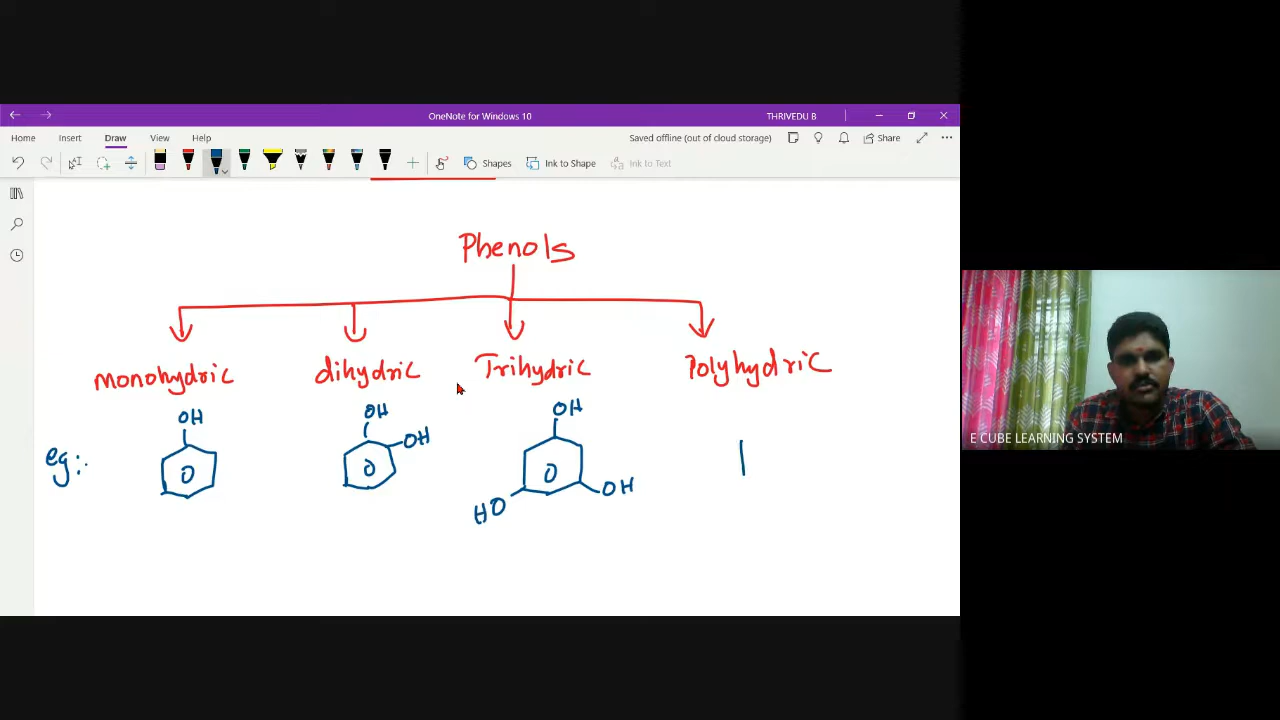 OneNote for Windows 10
THRIVEDU B
Home Insert Draw View Help
Saved offline (out of cloud storage)
Share
Shapes
Ink to Shape
Ink to Text
Phenols
monohydric dihydric Trihydric Polyhydric
eg:-
OH
OH
OH
OH
OH
HO
E CUBE LEARNING SYSTEM